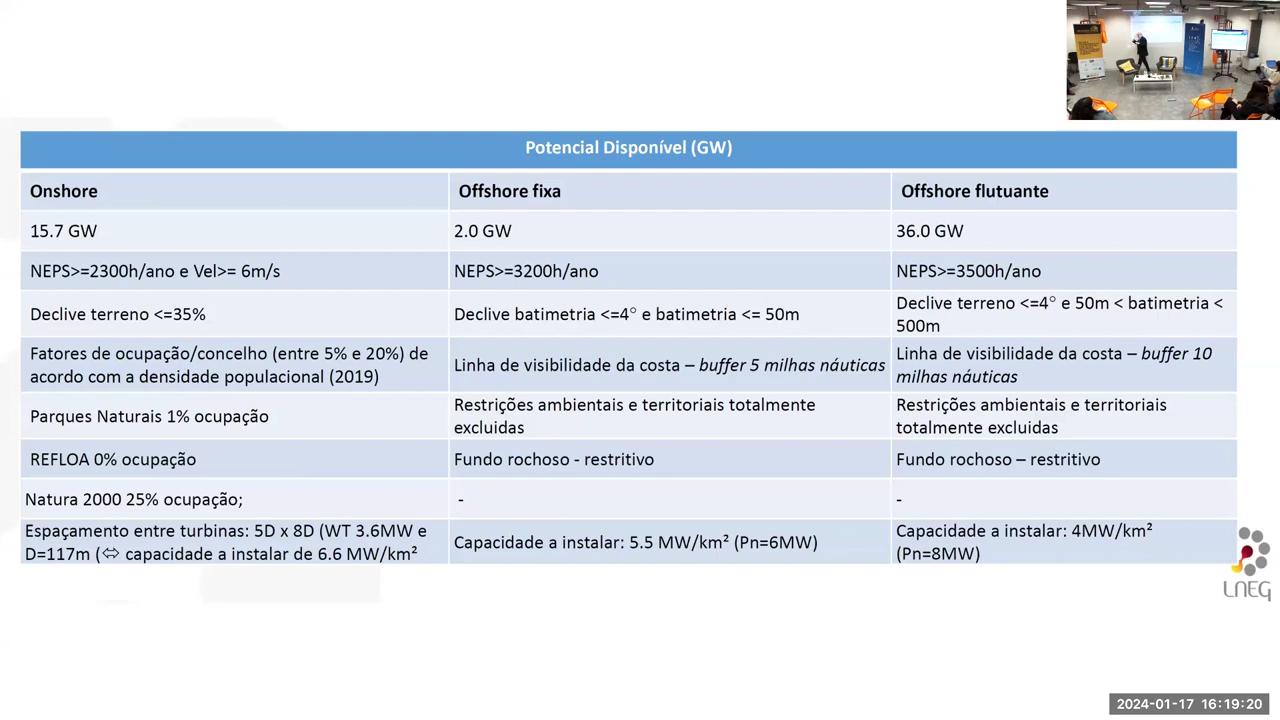 Potencial Disponível (GW)
Onshore
Offshore fixa
Offshore flutuante
15.7 GW
2.0 GW
36.0 GW
NEPS>=2300h/ano e Vel>= 6m/s
NEPS>=3200h/ano
NEPS>=3500h/ano
Declive terreno <=35%
Declive batimetria <=4° e batimetria <= 50m
Declive terreno <=4° e 50m < batimetria <
500m
Fatores de ocupação/concelho (entre 5% e 20%) de
acordo com a densidade populacional (2019)
Linha de visibilidade da costa – buffer 5 milhas náuticas
Linha de visibilidade da costa – buffer 10
milhas náuticas
Parques Naturais 1% ocupação
Restrições ambientais e territoriais totalmente
excluidas
Restrições ambientais e territoriais
totalmente excluidas
REFLOA 0% ocupação
Fundo rochoso - restritivo
Fundo rochoso – restritivo
Natura 2000 25% ocupação;
-
-
Espaçamento entre turbinas: 5D x 8D (WT 3.6MW e
D=117m (⇔ capacidade a instalar de 6.6 MW/km²
Capacidade a instalar: 5.5 MW/km² (Pn=6MW)
Capacidade a instalar: 4MW/km²
(Pn=8MW)
LNEG
2024-01-17 16:19:20